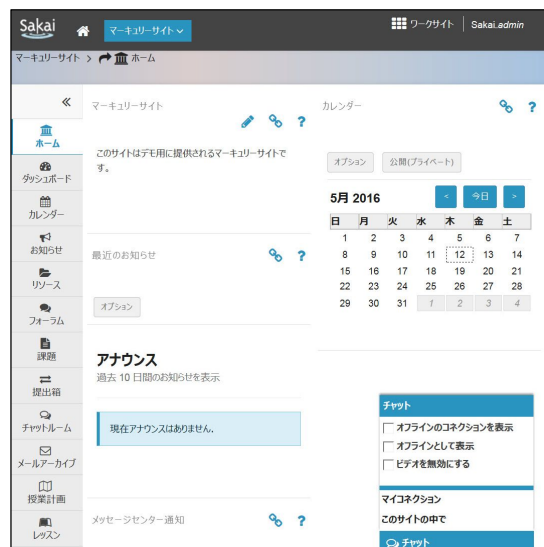 Sakai
マーキュリーサイト
ワークサイト
Sakai.admin
マーキュリーサイト > ホーム
ホーム
ダッシュボード
カレンダー
お知らせ
リソース
フォーラム
課題
提出箱
チャットルーム
メールアーカイブ
授業計画
レッスン
マーキュリーサイト
このサイトはデモ用に提供されるマーキュリーサイトで
す。
最近のお知らせ
オプション
アナウンス
過去 10 日間のお知らせを表示
現在アナウンスはありません.
メッセージセンター通知
カレンダー
オプション 公開(プライベート)
5月 2016 < 今日 >
日 月 火 水 木 金 土
1 2 3 4 5 6 7
8 9 10 11 12 13 14
15 16 17 18 19 20 21
22 23 24 25 26 27 28
29 30 31 1 2 3 4
チャット
オフラインのコネクションを表示
オフラインとして表示
ビデオを無効にする
マイコネクション
このサイトの中で
チャット